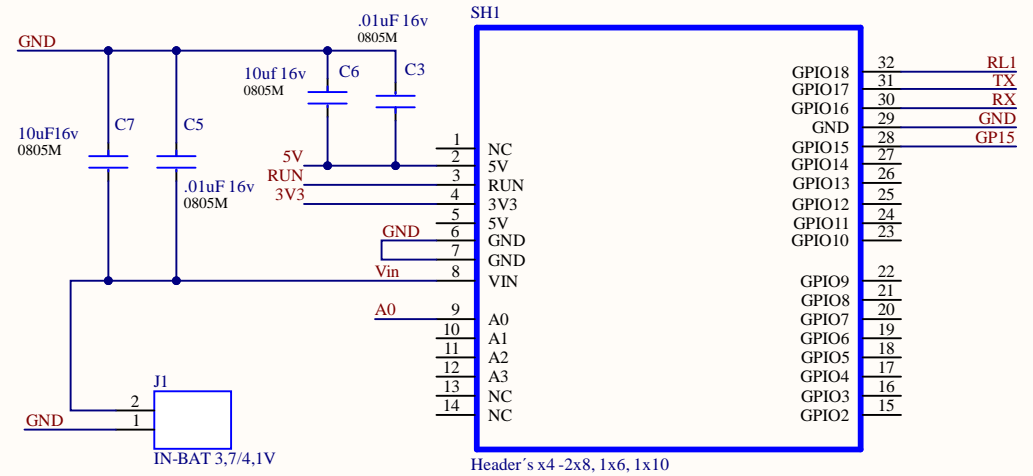 SH1
GND
.01uF 16v
0805M
10uf 16v
0805M
C6
C3
10uF16v
0805M
C7
C5
.01uF 16v
0805M
5V
RUN
3V3
GND
Vin
A0
1 NC
2 5V
3 RUN
4 3V3
5 5V
6 GND
7 GND
8 VIN
9 A0
10 A1
11 A2
12 A3
13 NC
14 NC
GPIO18 32 RL1
GPIO17 31 TX
GPIO16 30 RX
GND 29 GND
GPIO15 28 GP15
GPIO14 27
GPIO13 26
GPIO12 25
GPIO11 24
GPIO10 23
GPIO9 22
GPIO8 21
GPIO7 20
GPIO6 19
GPIO5 18
GPIO4 17
GPIO3 16
GPIO2 15
J1
2
GND 1
IN-BAT 3,7/4,1V
Header´s x4 -2x8, 1x6, 1x10